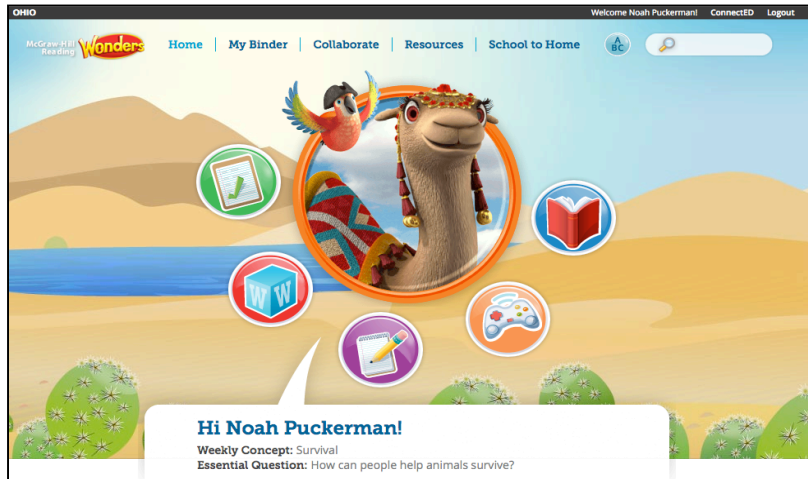 OHIO
Welcome Noah Puckerman! ConnectED Logout
McGraw-Hill
Reading Wonders
Home My Binder Collaborate Resources School to Home
A
BC
W W
Hi Noah Puckerman!
Weekly Concept: Survival
Essential Question: How can people help animals survive?